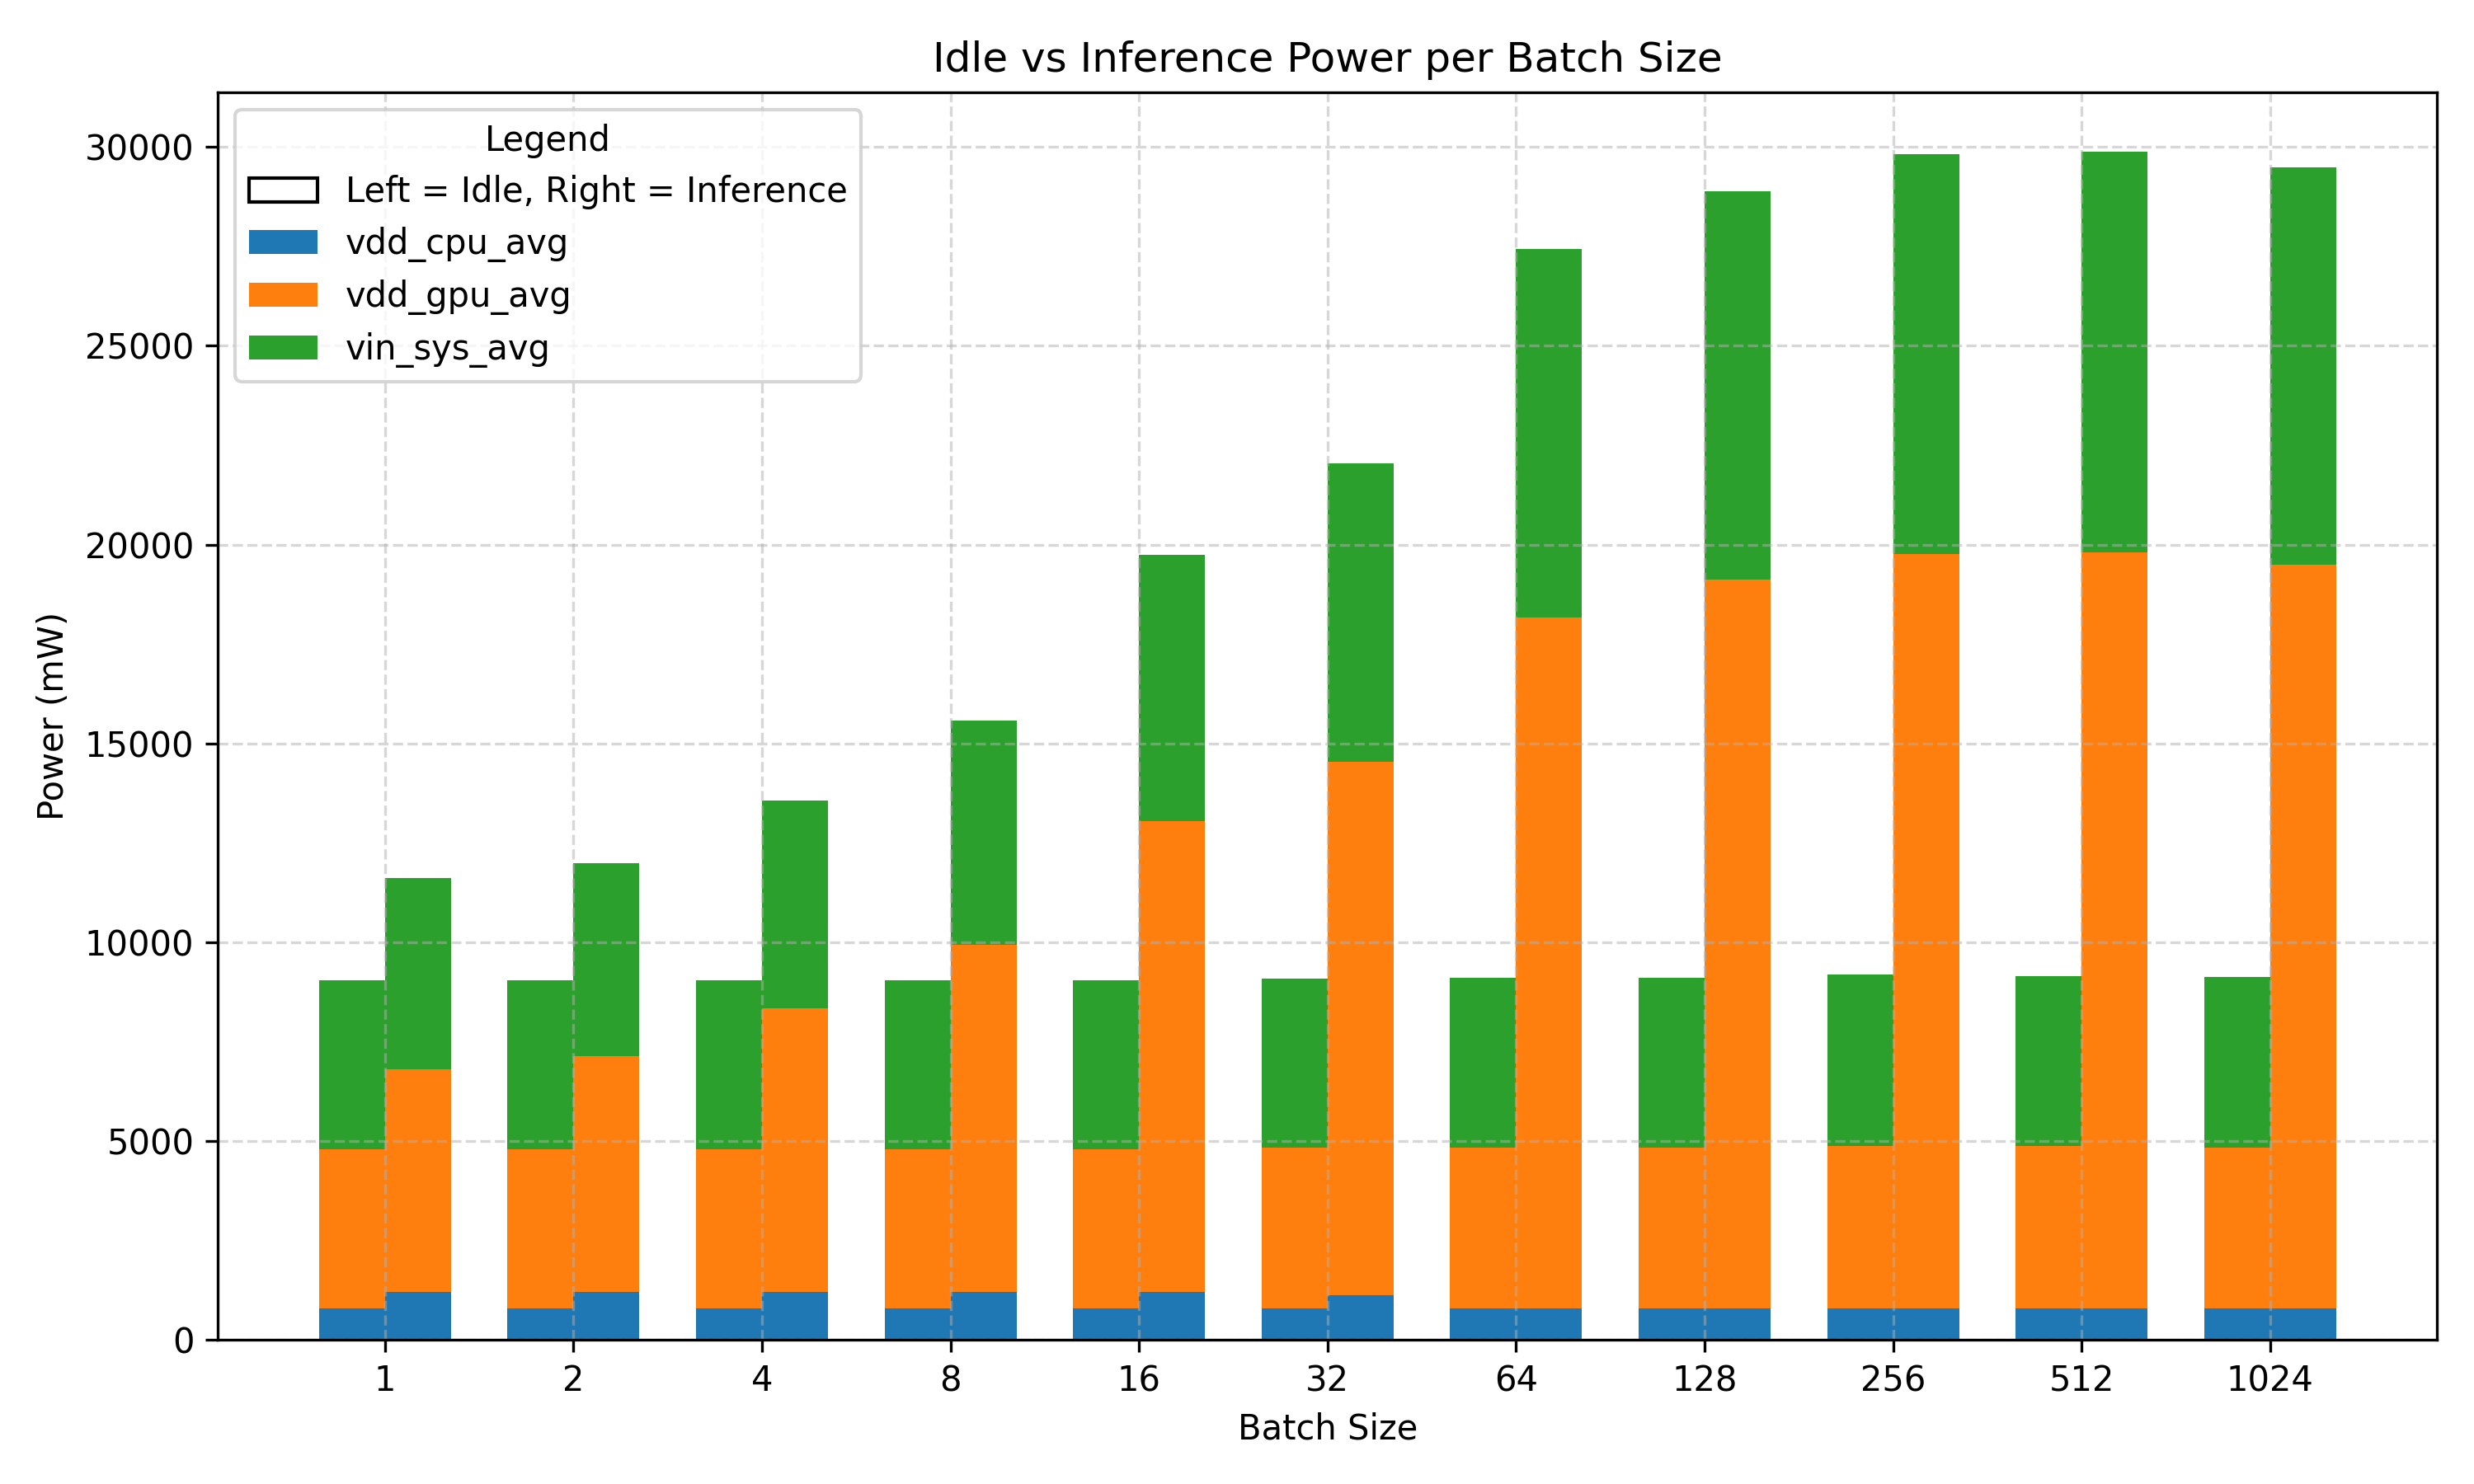 Idle vs Inference Power per Batch Size
Legend
Left = Idle, Right = Inference
vdd_cpu_avg
vdd_gpu_avg
vin_sys_avg
30000
25000
20000
15000
10000
5000
0
Power (mW)
1 2 4 8 16 32 64 128 256 512 1024
Batch Size